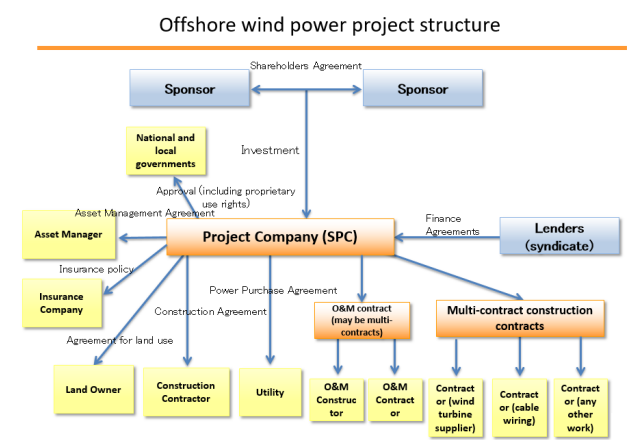 Offshore wind power project structure
Shareholders Agreement
Sponsor
Sponsor
National and
local
governments
Investment
Approval (including proprietary
use rights)
Asset Management Agreement
Asset Manager
Project Company (SPC)
Finance
Agreements
Lenders
(syndicate)
Insurance policy
Insurance
Company
Power Purchase Agreement
Construction Agreement
O&M contract
(may be multi-
contracts)
Multi-contract construction
contracts
Agreement for land use
Land Owner
Construction
Contractor
Utility
O&M
Construc
tor
O&M
Contract
or
Contract
or (wind
turbine
supplier)
Contract
or (cable
wiring)
Contract
or (any
other
work)